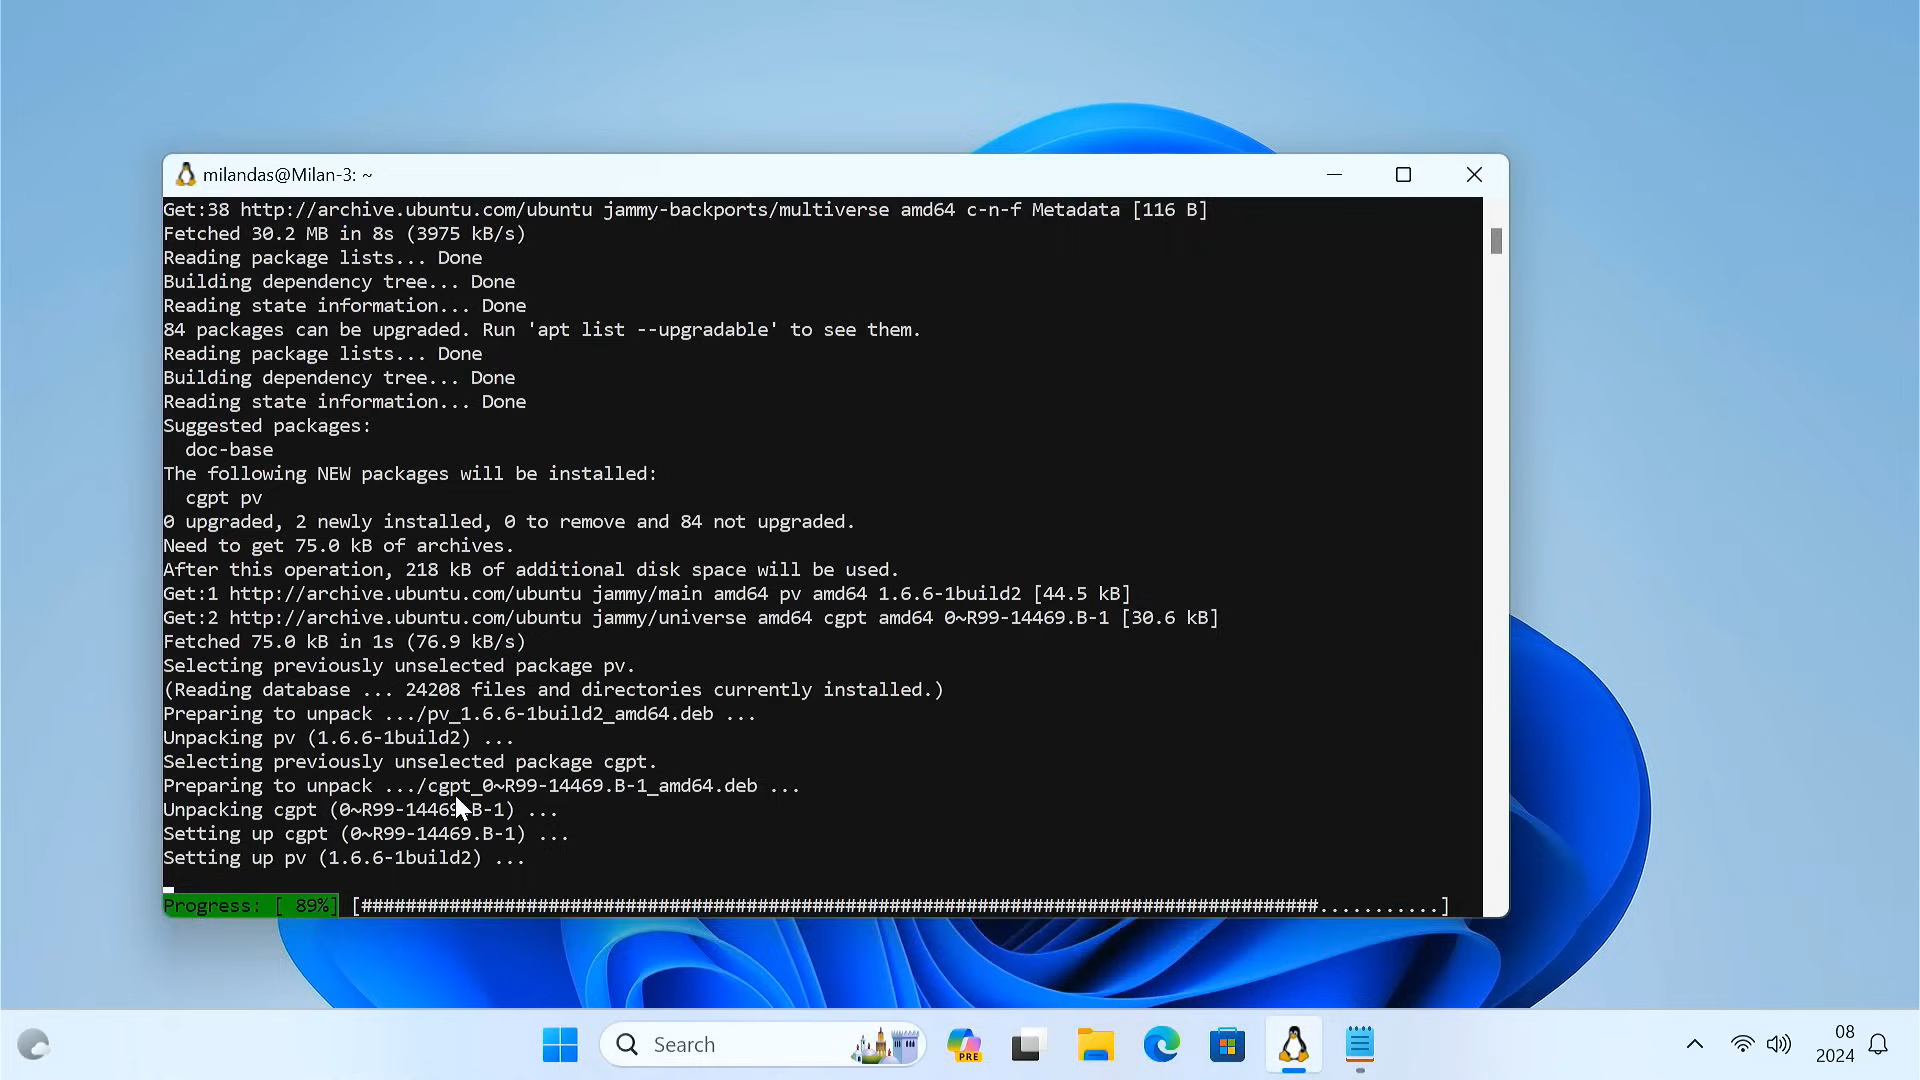 milandas@Milan-3: ~
Get:38 http://archive.ubuntu.com/ubuntu jammy-backports/multiverse amd64 c-n-f Metadata [116 B]
Fetched 30.2 MB in 8s (3975 kB/s)
Reading package lists... Done
Building dependency tree... Done
Reading state information... Done
84 packages can be upgraded. Run 'apt list --upgradable' to see them.
Reading package lists... Done
Building dependency tree... Done
Reading state information... Done
Suggested packages:
  doc-base
The following NEW packages will be installed:
  cgpt pv
0 upgraded, 2 newly installed, 0 to remove and 84 not upgraded.
Need to get 75.0 kB of archives.
After this operation, 218 kB of additional disk space will be used.
Get:1 http://archive.ubuntu.com/ubuntu jammy/main amd64 pv amd64 1.6.6-1build2 [44.5 kB]
Get:2 http://archive.ubuntu.com/ubuntu jammy/universe amd64 cgpt amd64 0~R99-14469.B-1 [30.6 kB]
Fetched 75.0 kB in 1s (76.9 kB/s)
Selecting previously unselected package pv.
(Reading database ... 24208 files and directories currently installed.)
Preparing to unpack .../pv_1.6.6-1build2_amd64.deb ...
Unpacking pv (1.6.6-1build2) ...
Selecting previously unselected package cgpt.
Preparing to unpack .../cgpt_0~R99-14469.B-1_amd64.deb ...
Unpacking cgpt (0~R99-14469.B-1) ...
Setting up cgpt (0~R99-14469.B-1) ...
Setting up pv (1.6.6-1build2) ...
Progress: [ 89%] [#######################################################################################...........]
Search
PRE
08
2024